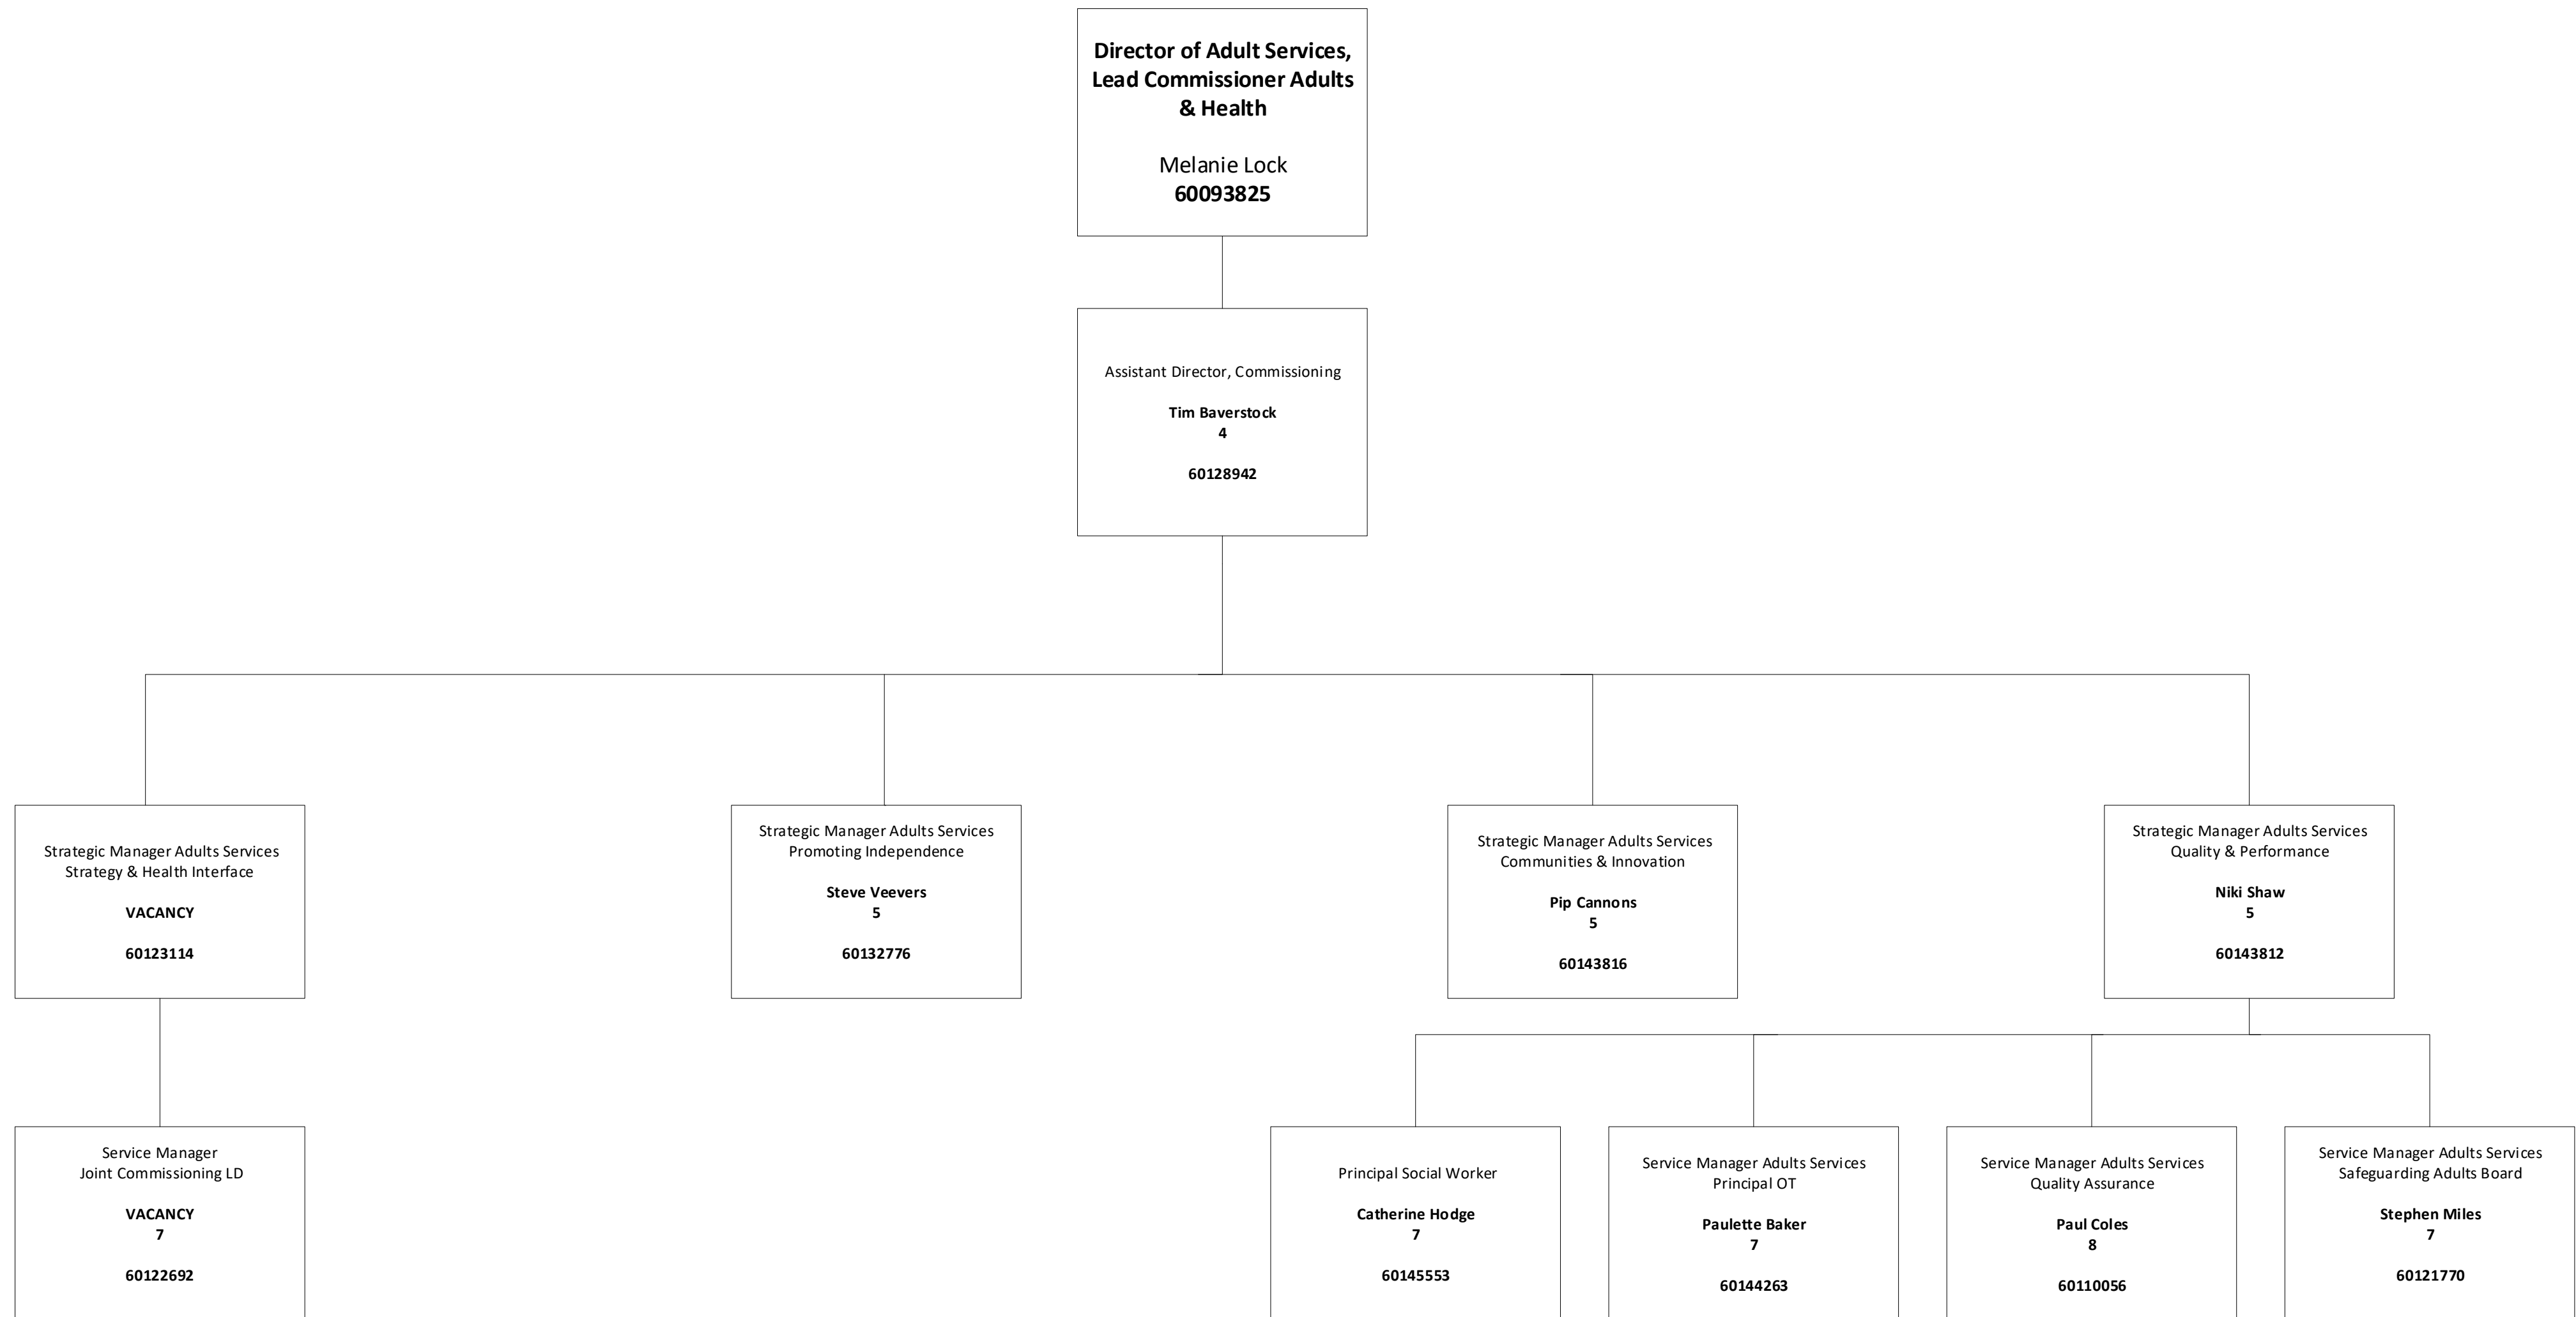 Director of Adult Services,
Lead Commissioner Adults
& Health
Melanie Lock
60093825
Assistant Director, Commissioning
Tim Baverstock
4
60128942
Strategic Manager Adults Services
Strategy & Health Interface
VACANCY
60123114
Strategic Manager Adults Services
Promoting Independence
Steve Veevers
5
60132776
Strategic Manager Adults Services
Communities & Innovation
Pip Cannons
5
60143816
Strategic Manager Adults Services
Quality & Performance
Niki Shaw
5
60143812
Service Manager
Joint Commissioning LD
VACANCY
7
60122692
Principal Social Worker
Catherine Hodge
7
60145553
Service Manager Adults Services
Principal OT
Paulette Baker
7
60144263
Service Manager Adults Services
Quality Assurance
Paul Coles
8
60110056
Service Manager Adults Services
Safeguarding Adults Board
Stephen Miles
7
60121770